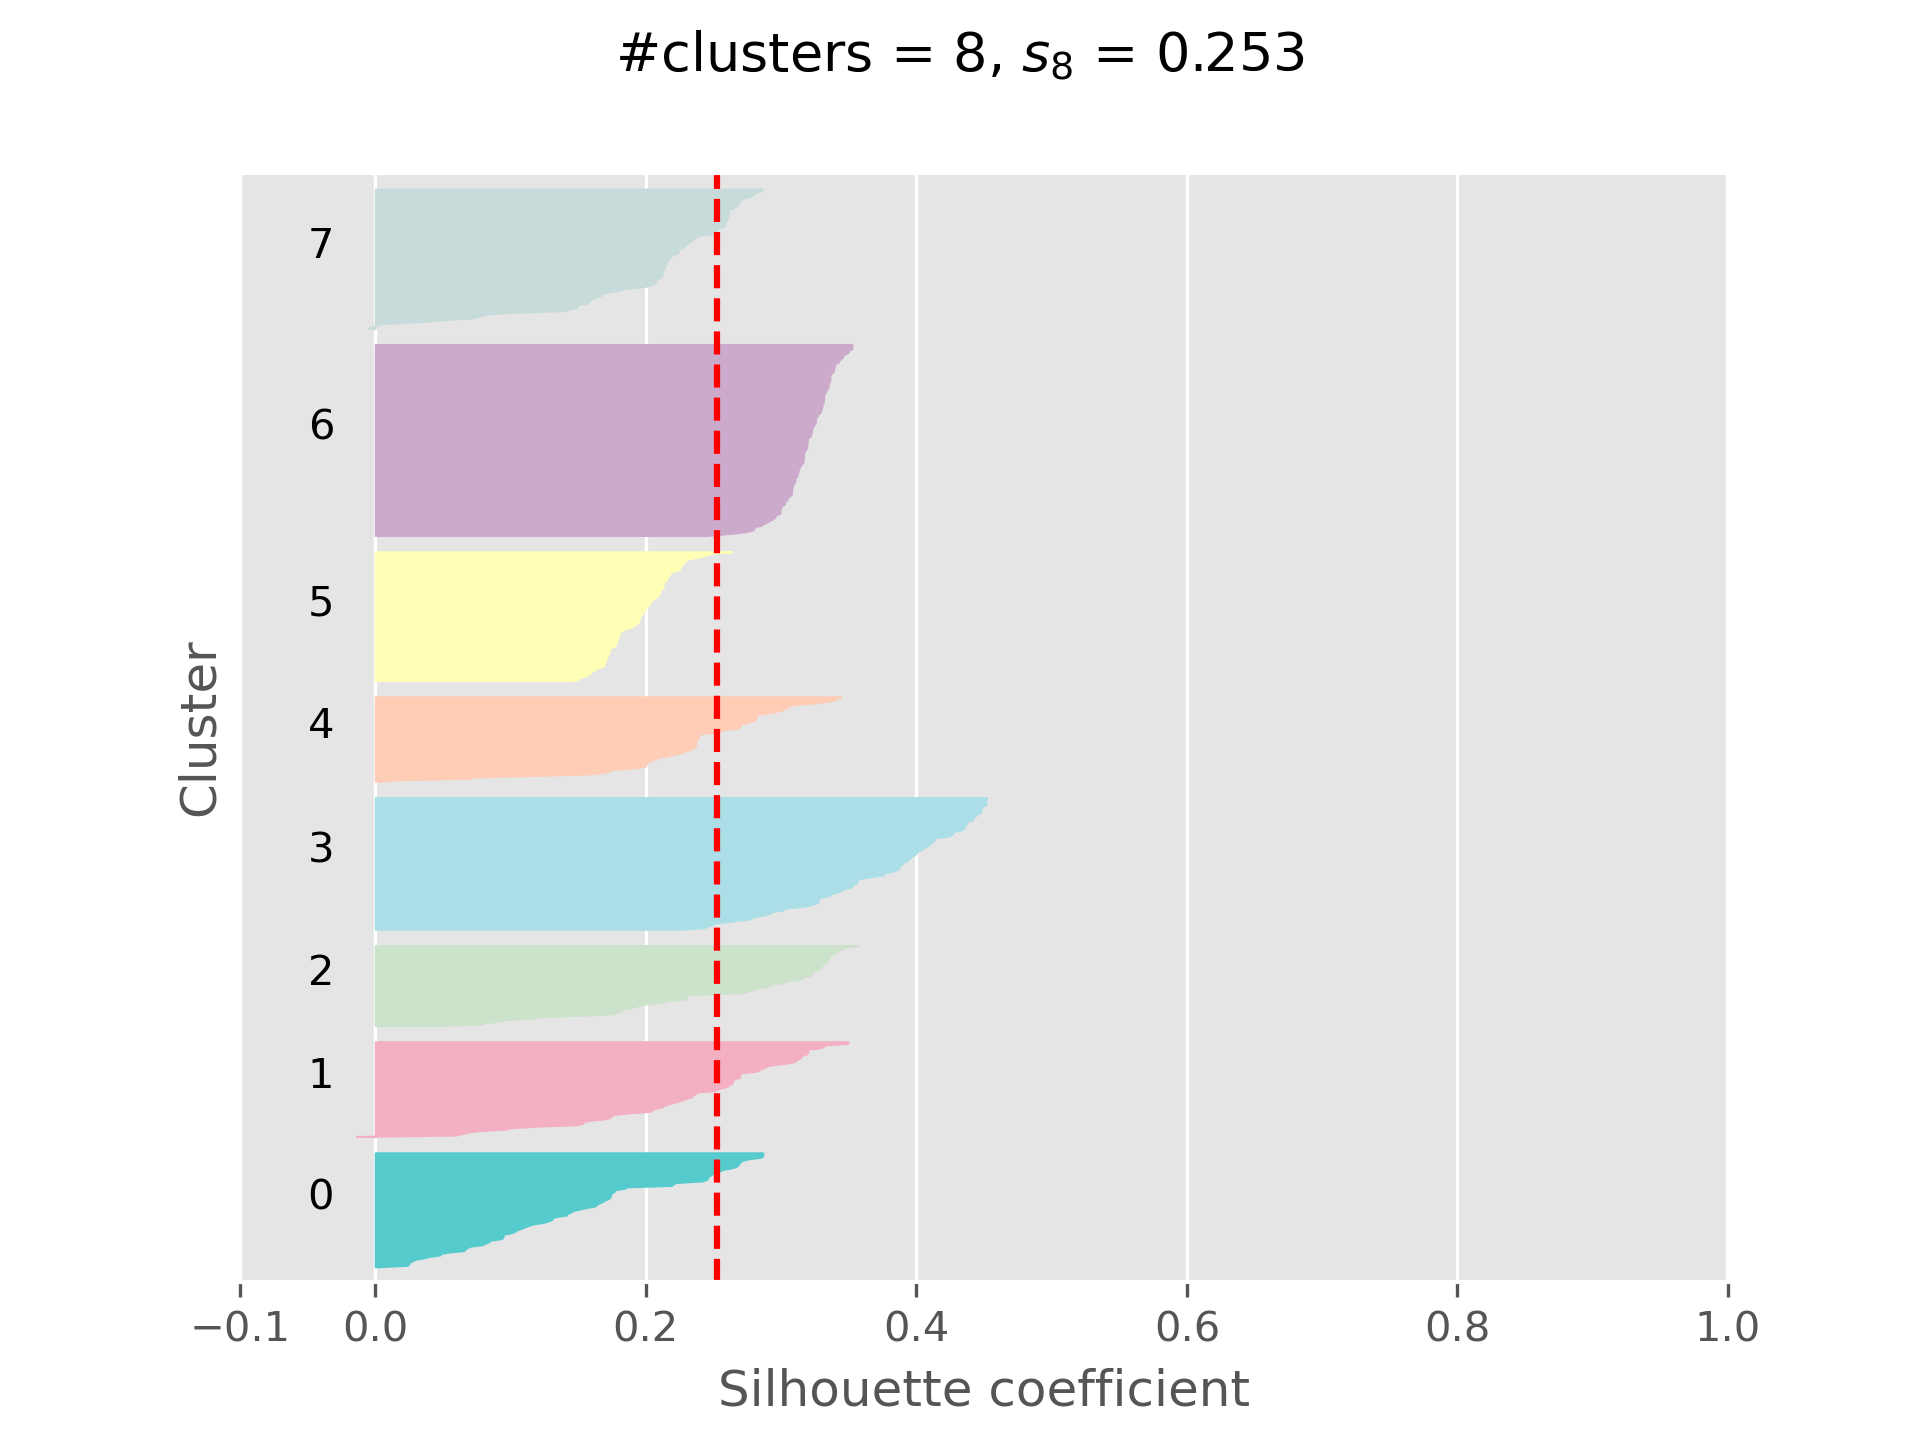 #clusters = 8, s₈ = 0.253
7
6
5
4
3
2
1
0
Cluster
−0.1 0.0 0.2 0.4 0.6 0.8 1.0
Silhouette coefficient